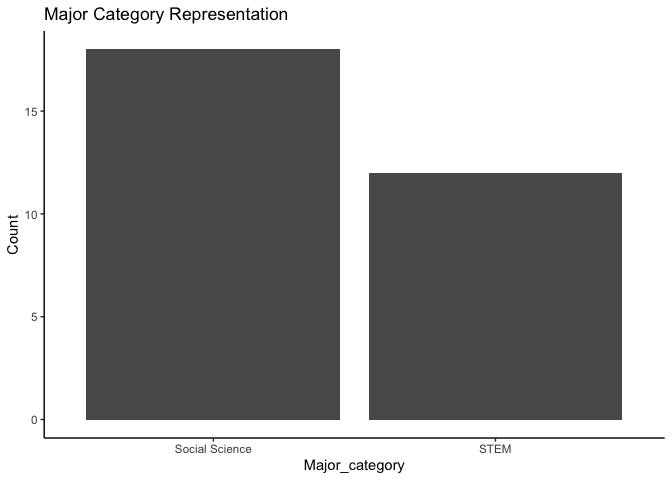 Major Category Representation
Count
15
10
5
0
Social Science
STEM
Major_category